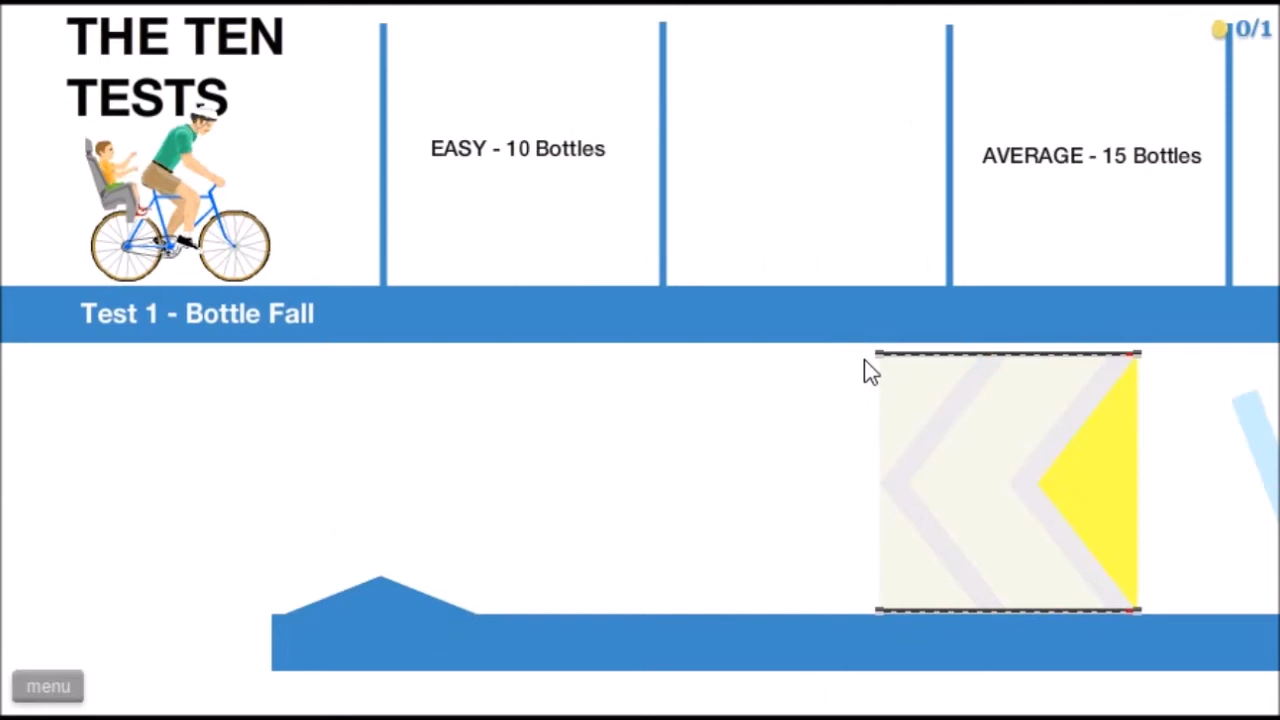 THE TEN
TESTS
0/1
EASY - 10 Bottles
AVERAGE - 15 Bottles
Test 1 - Bottle Fall
menu